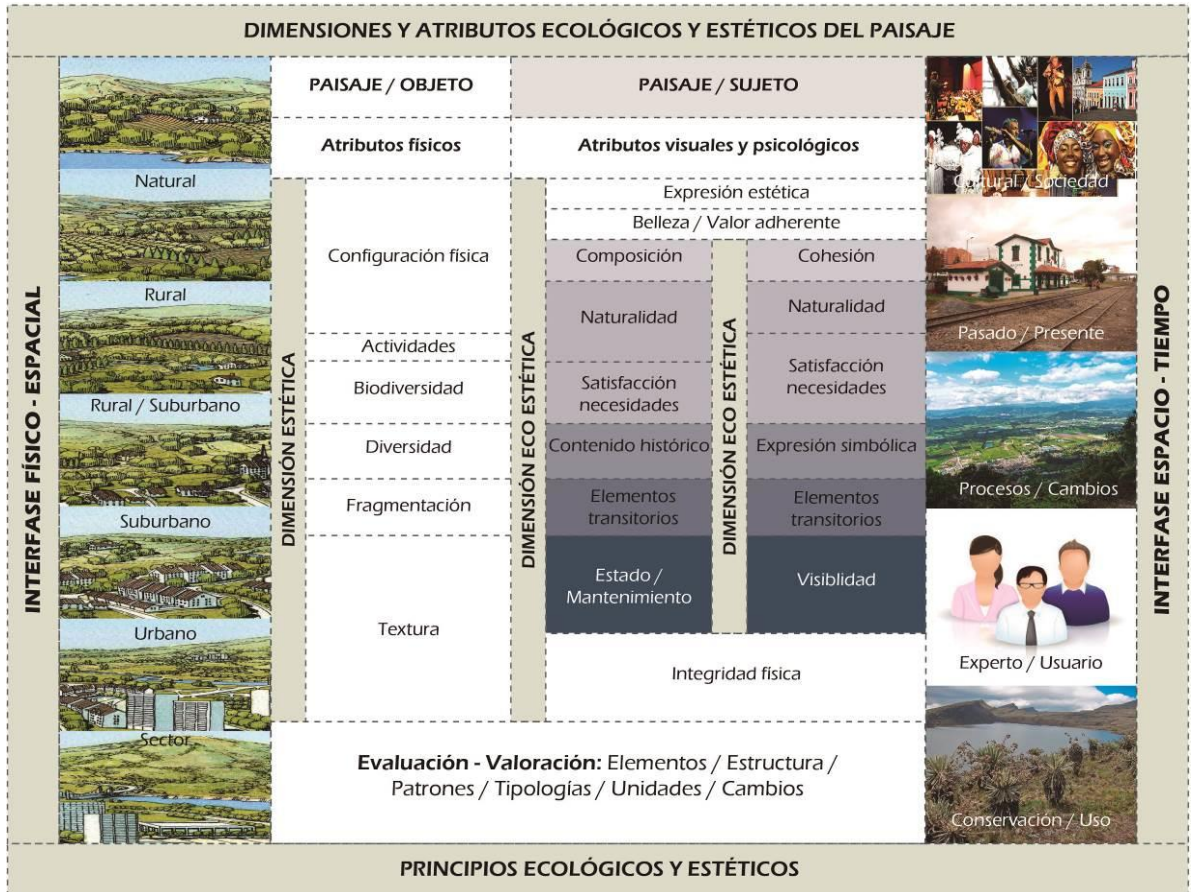 DIMENSIONES Y ATRIBUTOS ECOLÓGICOS Y ESTÉTICOS DEL PAISAJE
INTERFASE FÍSICO - ESPACIAL
Natural
Rural
Rural / Suburbano
Suburbano
Urbano
Sector
PAISAJE / OBJETO
Atributos físicos
DIMENSIÓN ESTÉTICA
Configuración física
Actividades
Biodiversidad
Diversidad
Fragmentación
Textura
PAISAJE / SUJETO
Atributos visuales y psicológicos
DIMENSIÓN ECO ESTÉTICA
Expresión estética
Belleza / Valor adherente
Composición
Naturalidad
Satisfacción
necesidades
Contenido histórico
Elementos
transitorios
Estado /
Mantenimiento
DIMENSIÓN ECO ESTÉTICA
Cohesión
Naturalidad
Satisfacción
necesidades
Expresión simbólica
Elementos
transitorios
Visiblidad
Integridad física
Evaluación - Valoración: Elementos / Estructura /
Patrones / Tipologías / Unidades / Cambios
Cultural / Sociedad
Pasado / Presente
Procesos / Cambios
Experto / Usuario
Conservación / Uso
INTERFASE ESPACIO - TIEMPO
PRINCIPIOS ECOLÓGICOS Y ESTÉTICOS